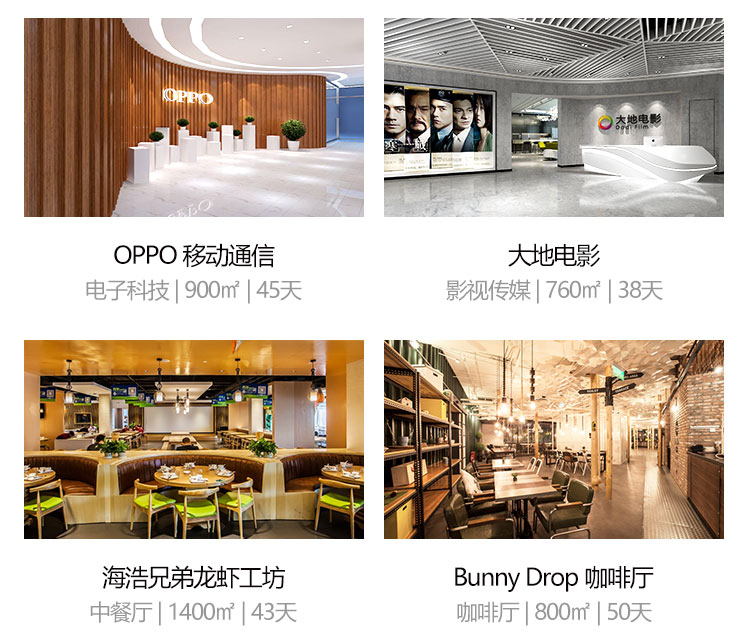 OPPO
大地电影
Dadi Film
OPPO 移动通信
大地电影
电子科技 | 900㎡ | 45天
影视传媒 | 760㎡ | 38天
海浩兄弟龙虾工坊
Bunny Drop 咖啡厅
中餐厅 | 1400㎡ | 43天
咖啡厅 | 800㎡ | 50天